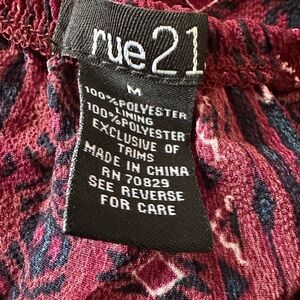 rue21
M
100%POLYESTER
LINING
100%POLYESTER
EXCLUSIVE OF
TRIMS
MADE IN CHINA
RN 70829
SEE REVERSE
FOR CARE